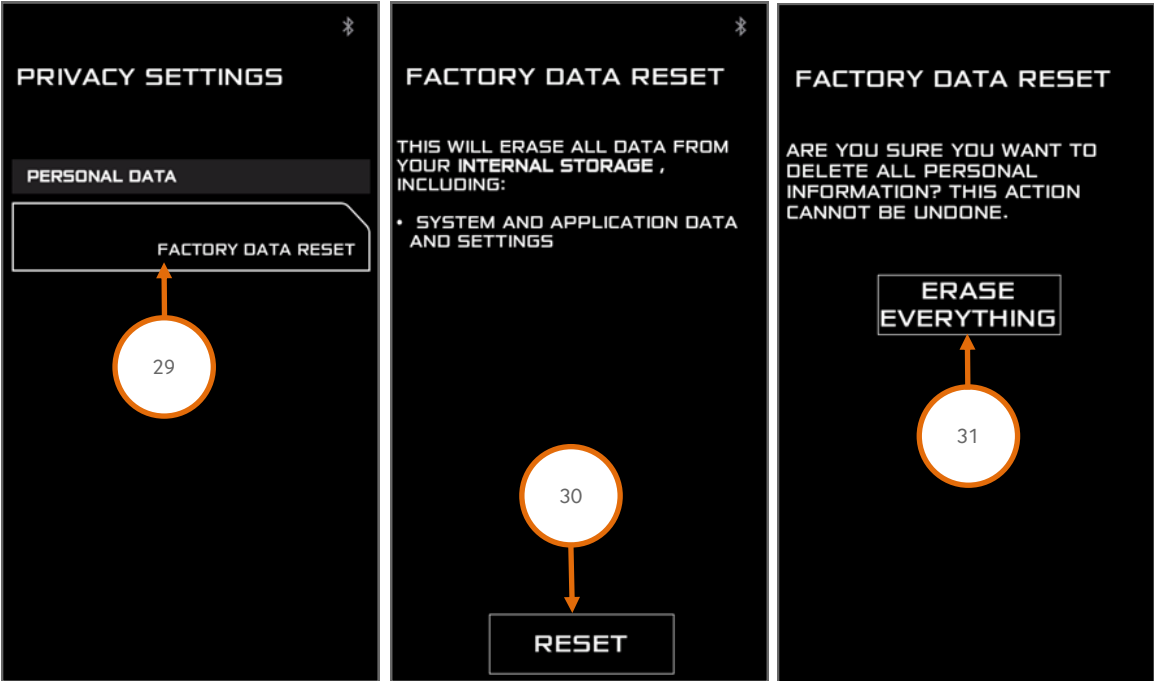 PRIVACY SETTINGS
PERSONAL DATA
FACTORY DATA RESET
29
FACTORY DATA RESET
THIS WILL ERASE ALL DATA FROM
YOUR INTERNAL STORAGE ,
INCLUDING:
• SYSTEM AND APPLICATION DATA
AND SETTINGS
30
RESET
FACTORY DATA RESET
ARE YOU SURE YOU WANT TO
DELETE ALL PERSONAL
INFORMATION? THIS ACTION
CANNOT BE UNDONE.
ERASE
EVERYTHING
31